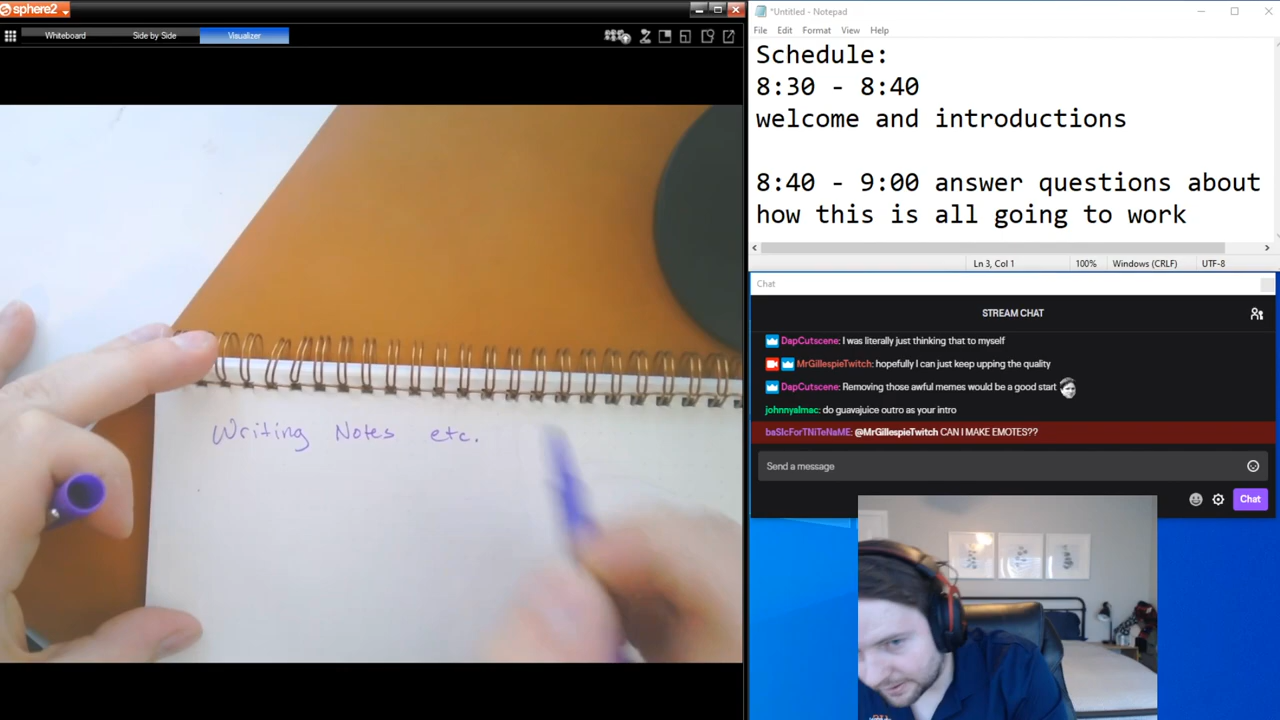 sphere2
Whiteboard
Side by Side
Visualizer
Writing Notes etc.
*Untitled - Notepad
File Edit Format View Help
Schedule:
8:30 - 8:40
welcome and introductions
8:40 - 9:00 answer questions about
how this is all going to work
Ln 3, Col 1
100%
Windows (CRLF)
UTF-8
Chat
STREAM CHAT
DapCutscene: I was literally just thinking that to myself
MrGillespieTwitch: hopefully I can just keep upping the quality
DapCutscene: Removing those awful memes would be a good start
johnnyalmac: do guavajuice outro as your intro
baSIcForTNiTeNaME: @MrGillespieTwitch CAN I MAKE EMOTES??
Send a message
Chat